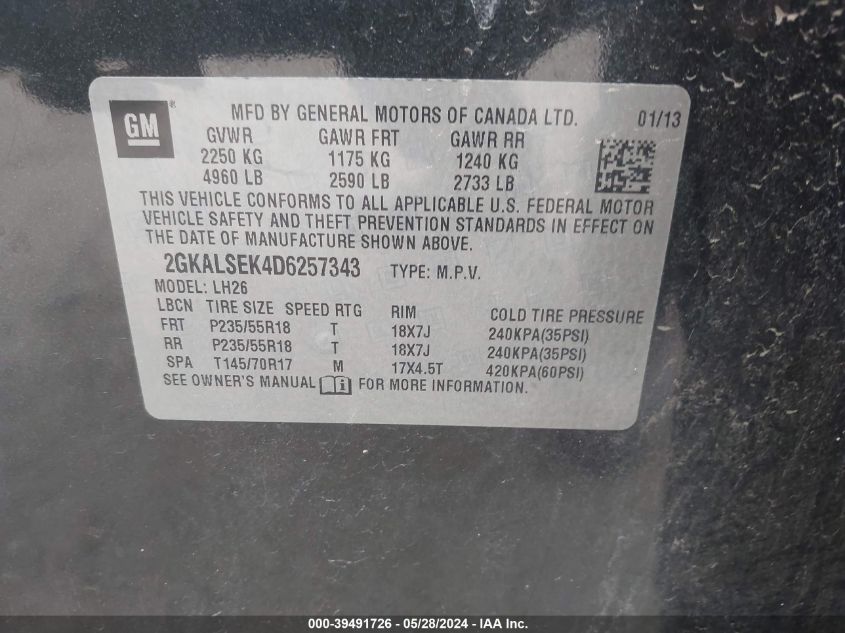 GM ®
MFD BY GENERAL MOTORS OF CANADA LTD. 01/13
GVWR GAWR FRT GAWR RR
2250 KG 1175 KG 1240 KG
4960 LB 2590 LB 2733 LB
THIS VEHICLE CONFORMS TO ALL APPLICABLE U.S. FEDERAL MOTOR
VEHICLE SAFETY AND THEFT PREVENTION STANDARDS IN EFFECT ON
THE DATE OF MANUFACTURE SHOWN ABOVE.
2GKALSEK4D6257343 TYPE: M.P.V.
MODEL: LH26
LBCN TIRE SIZE SPEED RTG RIM COLD TIRE PRESSURE
FRT P235/55R18 T 18X7J 240KPA(35PSI)
RR P235/55R18 T 18X7J 240KPA(35PSI)
SPA T145/70R17 M 17X4.5T 420KPA(60PSI)
SEE OWNER'S MANUAL i FOR MORE INFORMATION.
000-39491726 - 05/28/2024 - IAA Inc.